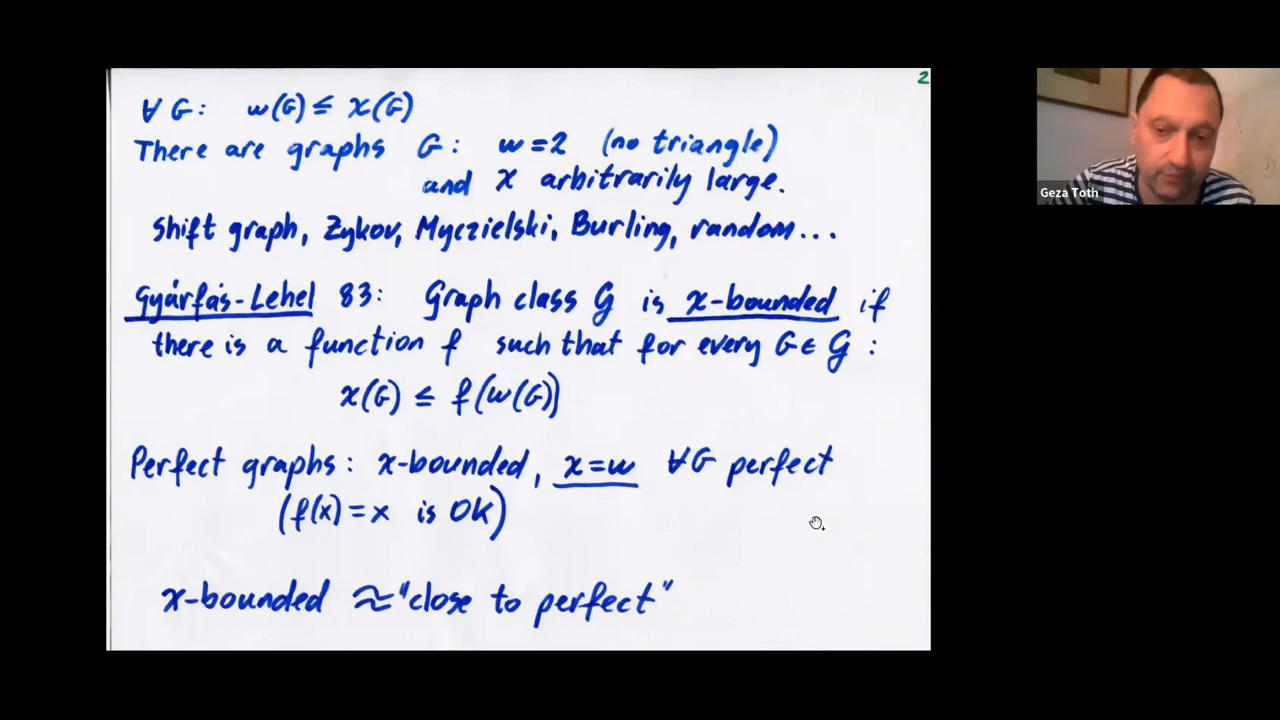 2
∀ G: ω(G) ≤ χ(G)
There are graphs G: ω=2 (no triangle)
and χ arbitrarily large.
shift graph, Zykov, Myczielski, Burling, random...
Gyárfás-Lehel 83: Graph class G is χ-bounded if
there is a function f such that for every G∈G:
χ(G) ≤ f(ω(G))
Perfect graphs: χ-bounded, χ=ω ∀G perfect
(f(x)=x is OK)
χ-bounded ≈ "close to perfect"
Geza Toth